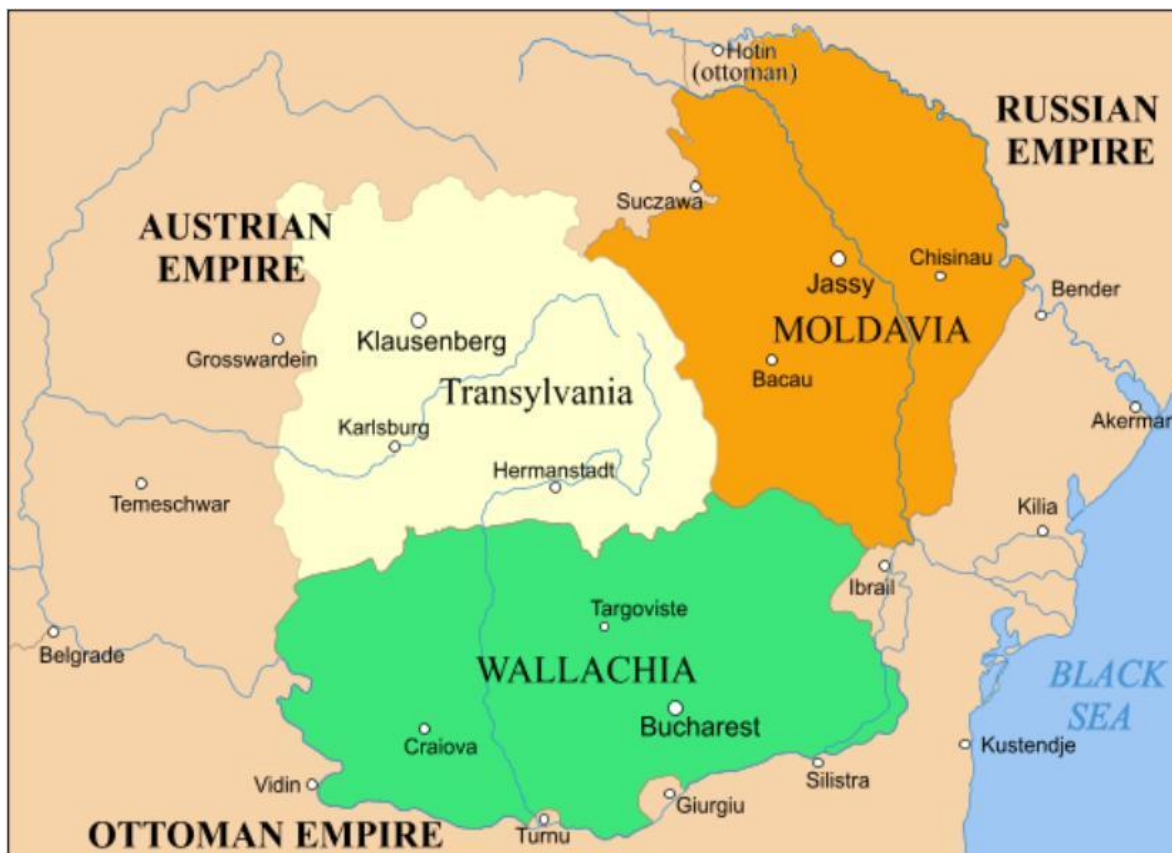 Hotin
(ottoman)
RUSSIAN
EMPIRE
Suczawa
AUSTRIAN
EMPIRE
Chisinau
Jassy
Bender
Klausenberg
MOLDAVIA
Grosswardein
Bacau
Transylvania
Akerman
Karlsburg
Hermanstadt
Temeschwar
Kilia
Ibrail
Targoviste
Belgrade
WALLACHIA
BLACK
SEA
Bucharest
Craiova
Kustendje
Silistra
Vidin
Giurgiu
OTTOMAN EMPIRE
Turnu